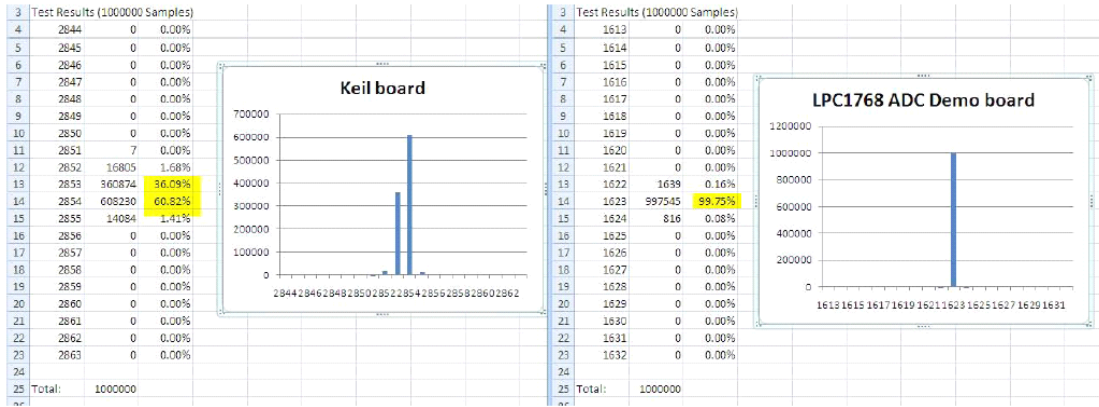 3 Test Results (1000000 Samples)
4 2844 0 0.00%
5 2845 0 0.00%
6 2846 0 0.00%
7 2847 0 0.00%
8 2848 0 0.00%
9 2849 0 0.00%
10 2850 0 0.00%
11 2851 7 0.00%
12 2852 16805 1.68%
13 2853 360874 36.09%
14 2854 608230 60.82%
15 2855 14084 1.41%
16 2856 0 0.00%
17 2857 0 0.00%
18 2858 0 0.00%
19 2859 0 0.00%
20 2860 0 0.00%
21 2861 0 0.00%
22 2862 0 0.00%
23 2863 0 0.00%
24
25 Total: 1000000
Keil board
700000
600000
500000
400000
300000
200000
100000
0
2844 2846 2848 2850 2852 2854 2856 2858 2860 2862
3 Test Results (1000000 Samples)
4 1613 0 0.00%
5 1614 0 0.00%
6 1615 0 0.00%
7 1616 0 0.00%
8 1617 0 0.00%
9 1618 0 0.00%
10 1619 0 0.00%
11 1620 0 0.00%
12 1621 0 0.00%
13 1622 1639 0.16%
14 1623 997545 99.75%
15 1624 816 0.08%
16 1625 0 0.00%
17 1626 0 0.00%
18 1627 0 0.00%
19 1628 0 0.00%
20 1629 0 0.00%
21 1630 0 0.00%
22 1631 0 0.00%
23 1632 0 0.00%
24
25 Total: 1000000
LPC1768 ADC Demo board
1200000
1000000
800000
600000
400000
200000
0
1613 1615 1617 1619 1621 1623 1625 1627 1629 1631